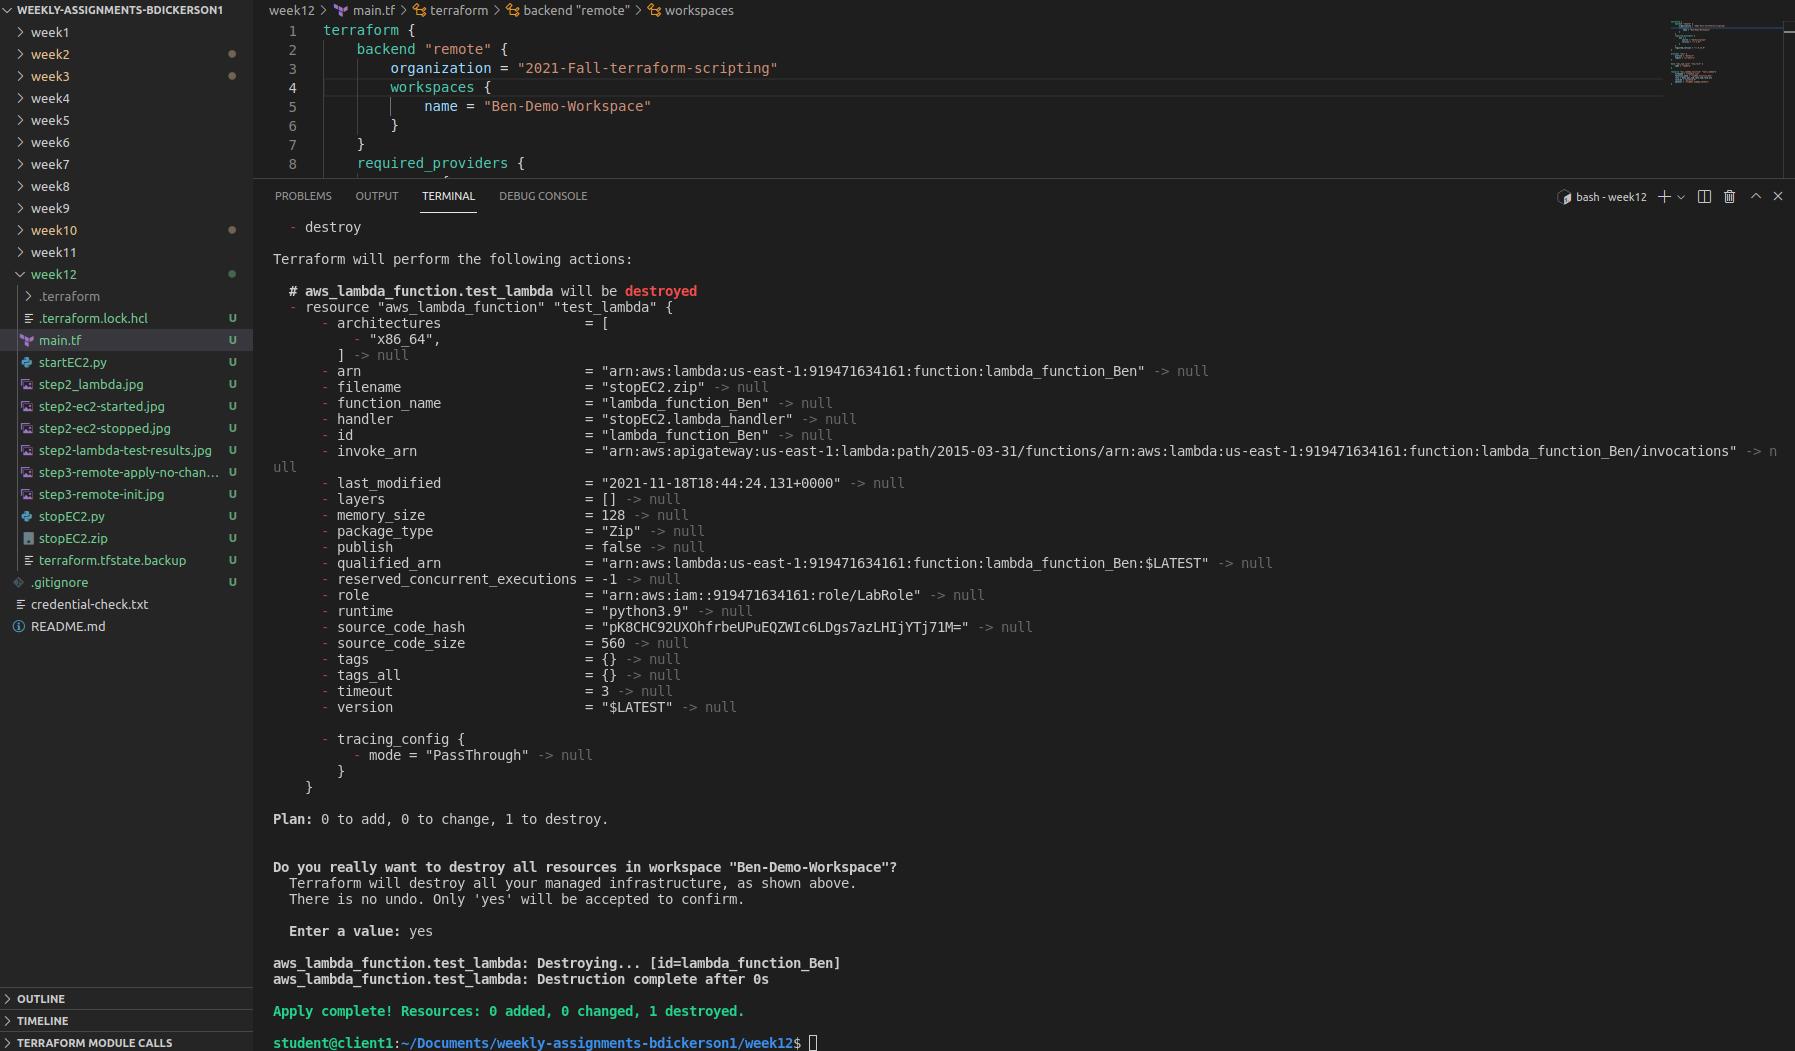 WEEKLY-ASSIGNMENTS-BDICKERSON1
week1
week2
week3
week4
week5
week6
week7
week8
week9
week10
week11
week12
.terraform
.terraform.lock.hcl U
main.tf U
startEC2.py U
step2_lambda.jpg U
step2-ec2-started.jpg U
step2-ec2-stopped.jpg U
step2-lambda-test-results.jpg U
step3-remote-apply-no-chan... U
step3-remote-init.jpg U
stopEC2.py U
stopEC2.zip U
terraform.tfstate.backup U
.gitignore U
credential-check.txt
README.md
OUTLINE
TIMELINE
TERRAFORM MODULE CALLS
week12 > main.tf > terraform > backend "remote" > workspaces
1 terraform {
2 backend "remote" {
3 organization = "2021-Fall-terraform-scripting"
4 workspaces {
5 name = "Ben-Demo-Workspace"
6 }
7 }
8 required_providers {
PROBLEMS OUTPUT TERMINAL DEBUG CONSOLE bash - week12
- destroy
Terraform will perform the following actions:
# aws_lambda_function.test_lambda will be destroyed
- resource "aws_lambda_function" "test_lambda" {
- architectures = [
- "x86_64",
] -> null
- arn = "arn:aws:lambda:us-east-1:919471634161:function:lambda_function_Ben" -> null
- filename = "stopEC2.zip" -> null
- function_name = "lambda_function_Ben" -> null
- handler = "stopEC2.lambda_handler" -> null
- id = "lambda_function_Ben" -> null
- invoke_arn = "arn:aws:apigateway:us-east-1:lambda:path/2015-03-31/functions/arn:aws:lambda:us-east-1:919471634161:function:lambda_function_Ben/invocations" -> n
ull
- last_modified = "2021-11-18T18:44:24.131+0000" -> null
- layers = [] -> null
- memory_size = 128 -> null
- package_type = "Zip" -> null
- publish = false -> null
- qualified_arn = "arn:aws:lambda:us-east-1:919471634161:function:lambda_function_Ben:$LATEST" -> null
- reserved_concurrent_executions = -1 -> null
- role = "arn:aws:iam::919471634161:role/LabRole" -> null
- runtime = "python3.9" -> null
- source_code_hash = "pK8CHC92UXOhfrbeUPuEQZWIc6LDgs7azLHIjYTj71M=" -> null
- source_code_size = 560 -> null
- tags = {} -> null
- tags_all = {} -> null
- timeout = 3 -> null
- version = "$LATEST" -> null
- tracing_config {
- mode = "PassThrough" -> null
}
}
Plan: 0 to add, 0 to change, 1 to destroy.
Do you really want to destroy all resources in workspace "Ben-Demo-Workspace"?
Terraform will destroy all your managed infrastructure, as shown above.
There is no undo. Only 'yes' will be accepted to confirm.
Enter a value: yes
aws_lambda_function.test_lambda: Destroying... [id=lambda_function_Ben]
aws_lambda_function.test_lambda: Destruction complete after 0s
Apply complete! Resources: 0 added, 0 changed, 1 destroyed.
student@client1:~/Documents/weekly-assignments-bdickerson1/week12$